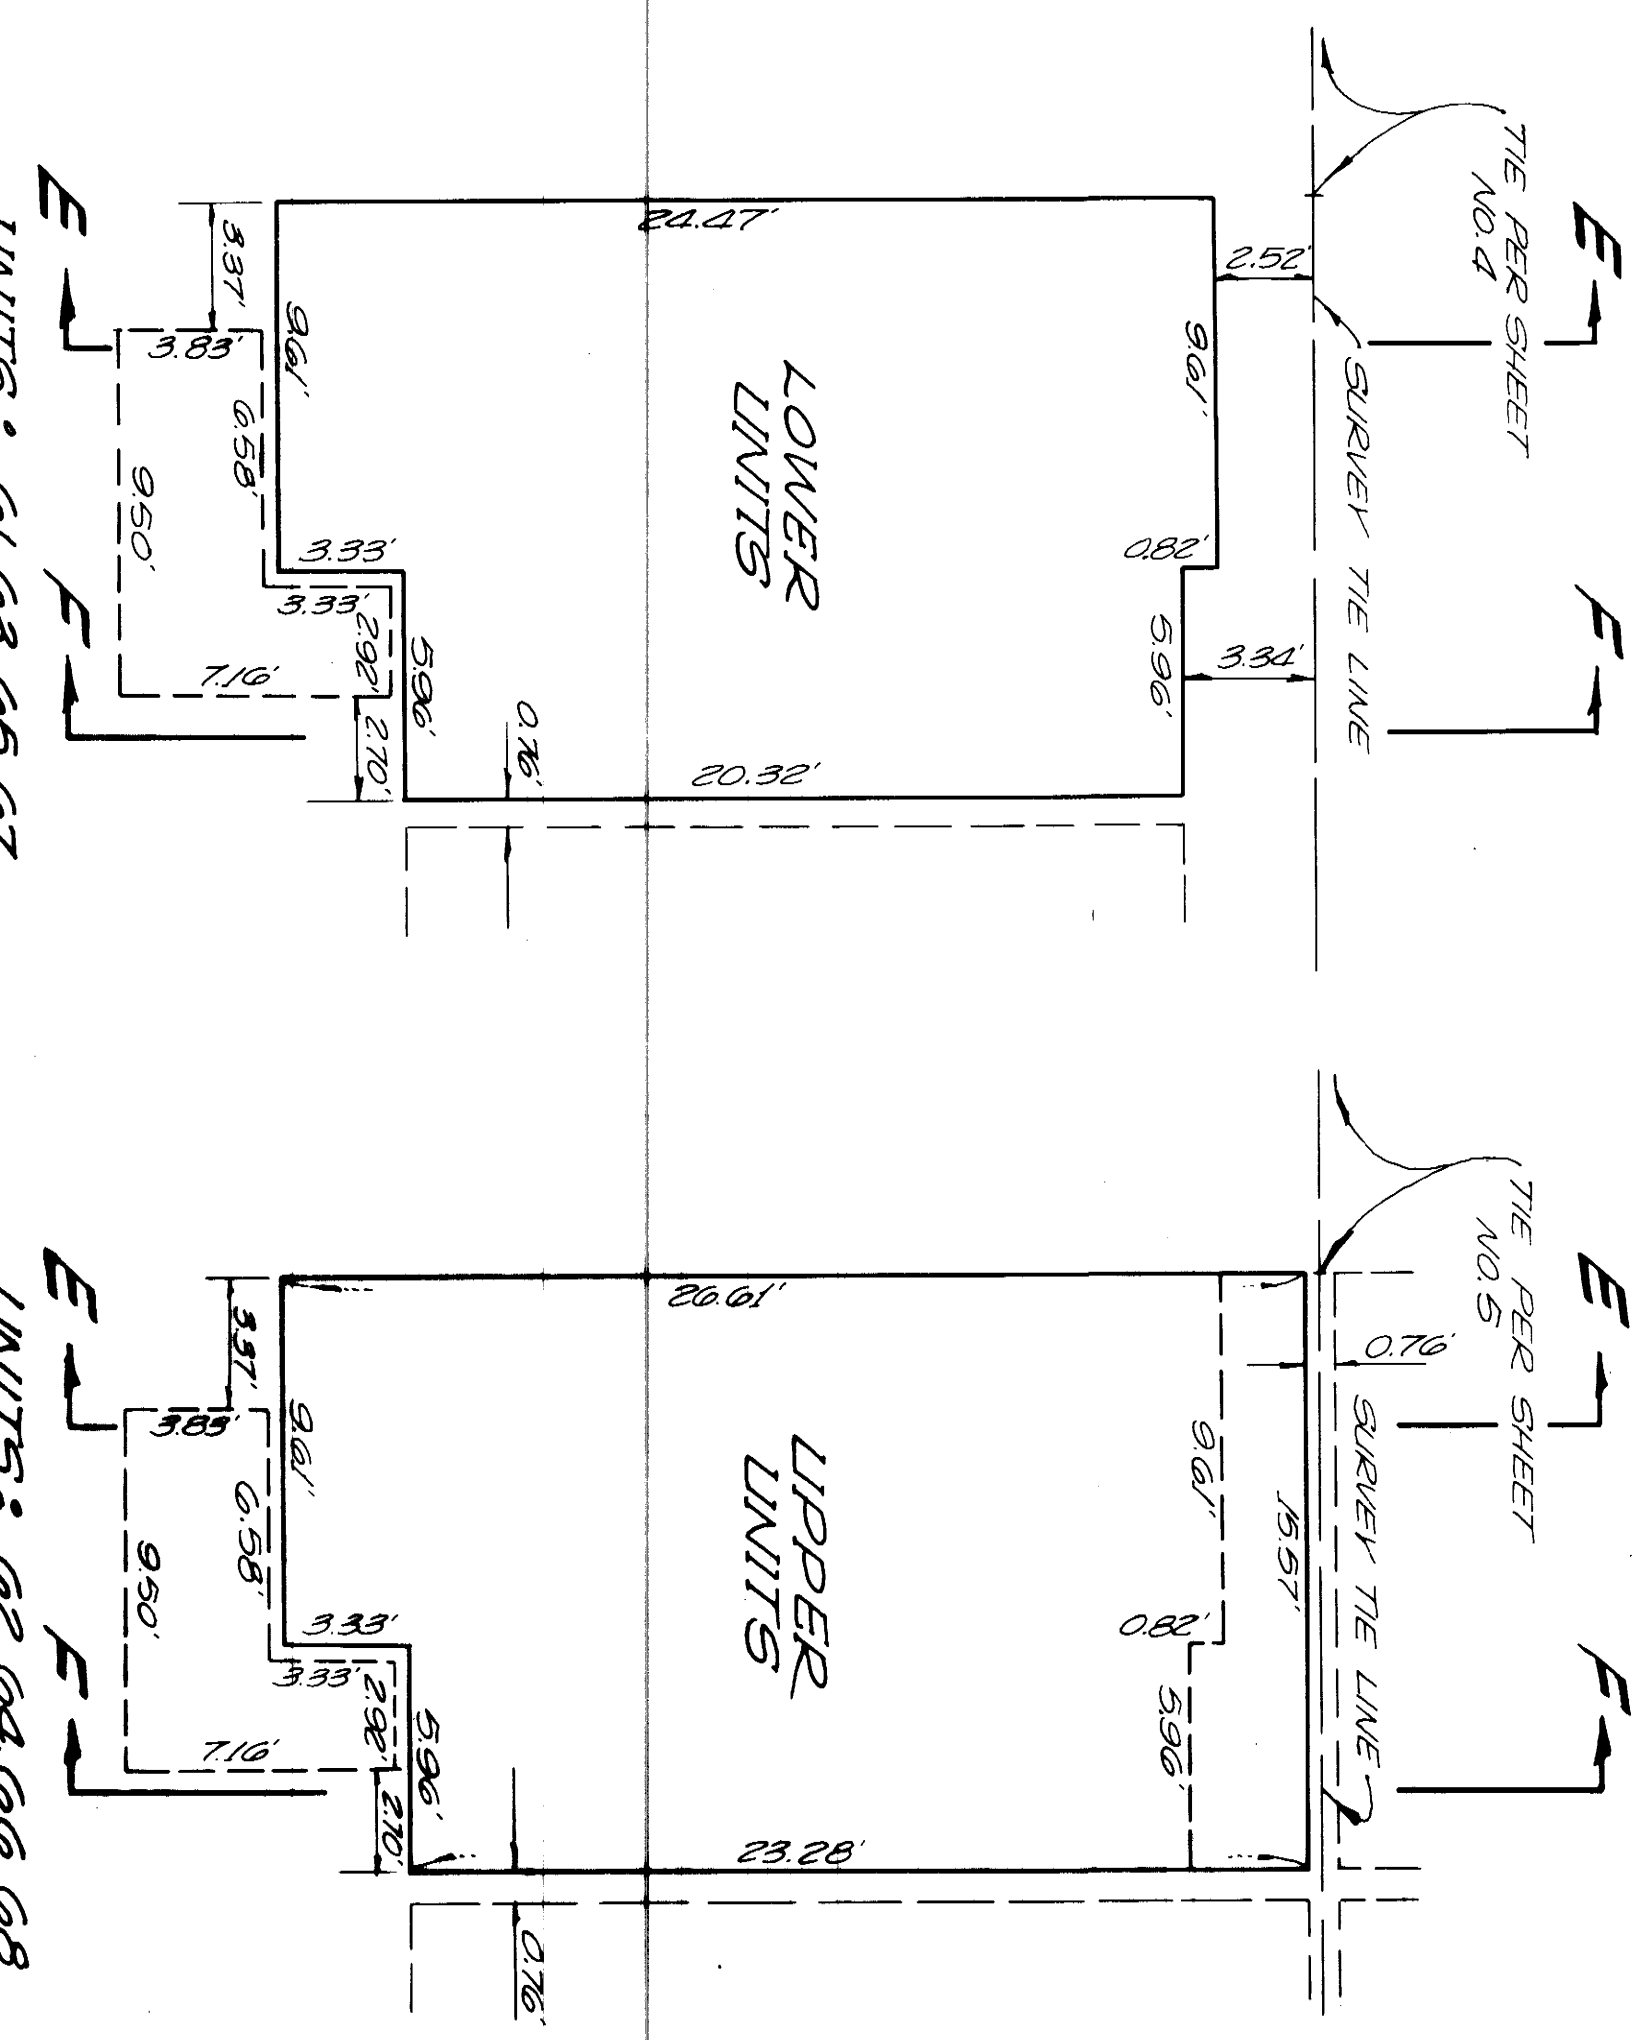 E
F
TIE PER SHEET
NO. 4
SURVEY TIE LINE
2.52'
3.34'
9.61'
0.82'
5.96'
24.47'
LOWER
UNITS
20.32'
9.61'
3.33'
5.96'
0.76'
3.37'
3.83'
6.58'
3.33'
2.92'
2.70'
9.50'
7.16'
E
F
E
F
TIE PER SHEET
NO. 5
0.76'
SURVEY TIE LINE
15.57'
9.61'
0.82'
5.96'
26.61'
UPPER
UNITS
23.28'
9.61'
3.33'
5.96'
0.76'
3.37'
3.83'
6.58'
3.33'
2.92'
2.70'
9.50'
7.16'
E
F
UNITS:
UNITS: 62